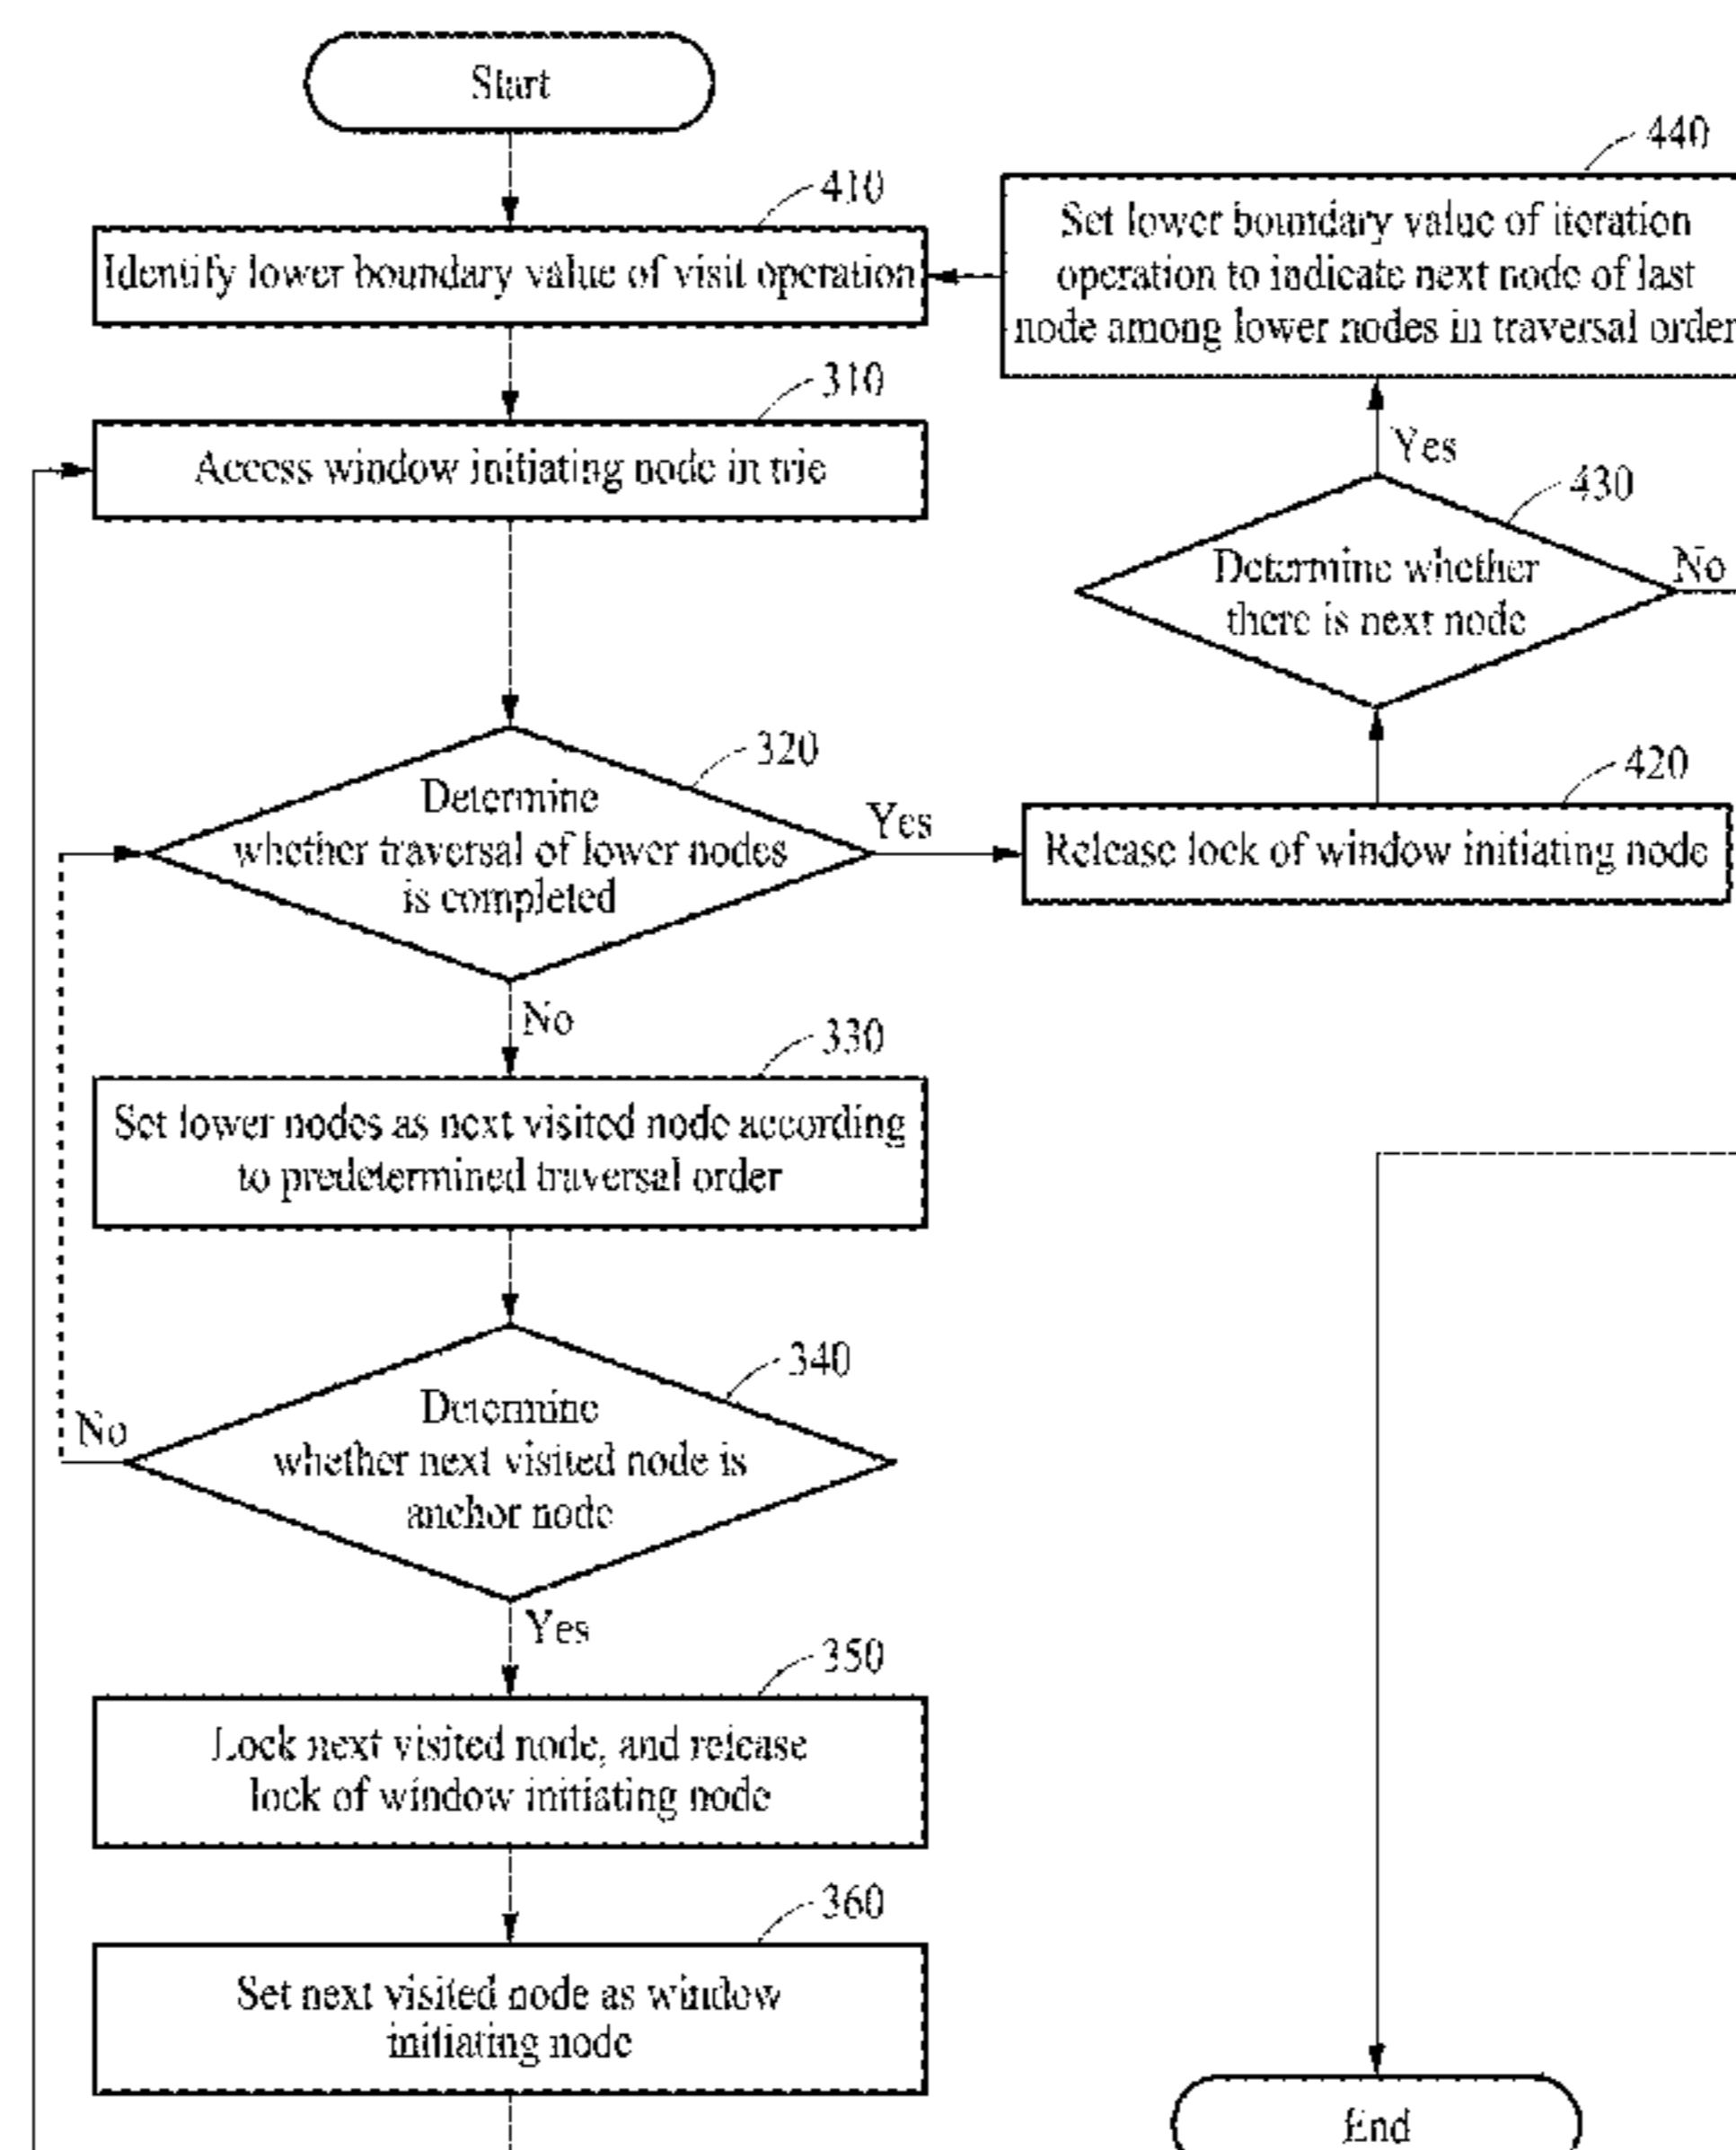 Start
410
Identify lower boundary value of visit operation
310
Access window initiating node in trie
320
Determine
whether traversal of lower nodes
is completed
Yes
No
330
Set lower nodes as next visited node according
to predetermined traversal order
340
Determine
whether next visited node is
anchor node
No
Yes
350
Lock next visited node, and release
lock of window initiating node
360
Set next visited node as window
initiating node
440
Set lower boundary value of iteration
operation to indicate next node of last
node among lower nodes in traversal order
Yes
430
Determine whether
there is next node
No
420
Release lock of window initiating node
End